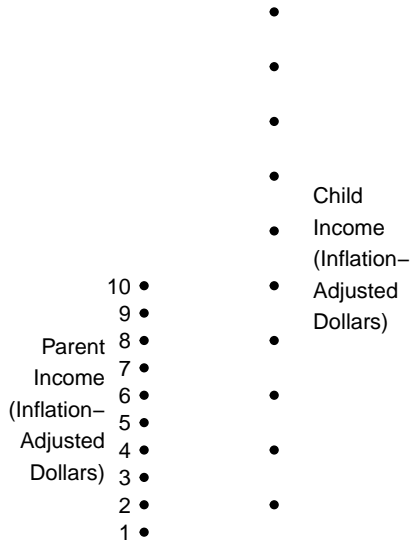 Child
Income
(Inflation−
Adjusted
Dollars)
10
9
8
7
6
5
4
3
2
1
Parent
Income
(Inflation−
Adjusted
Dollars)